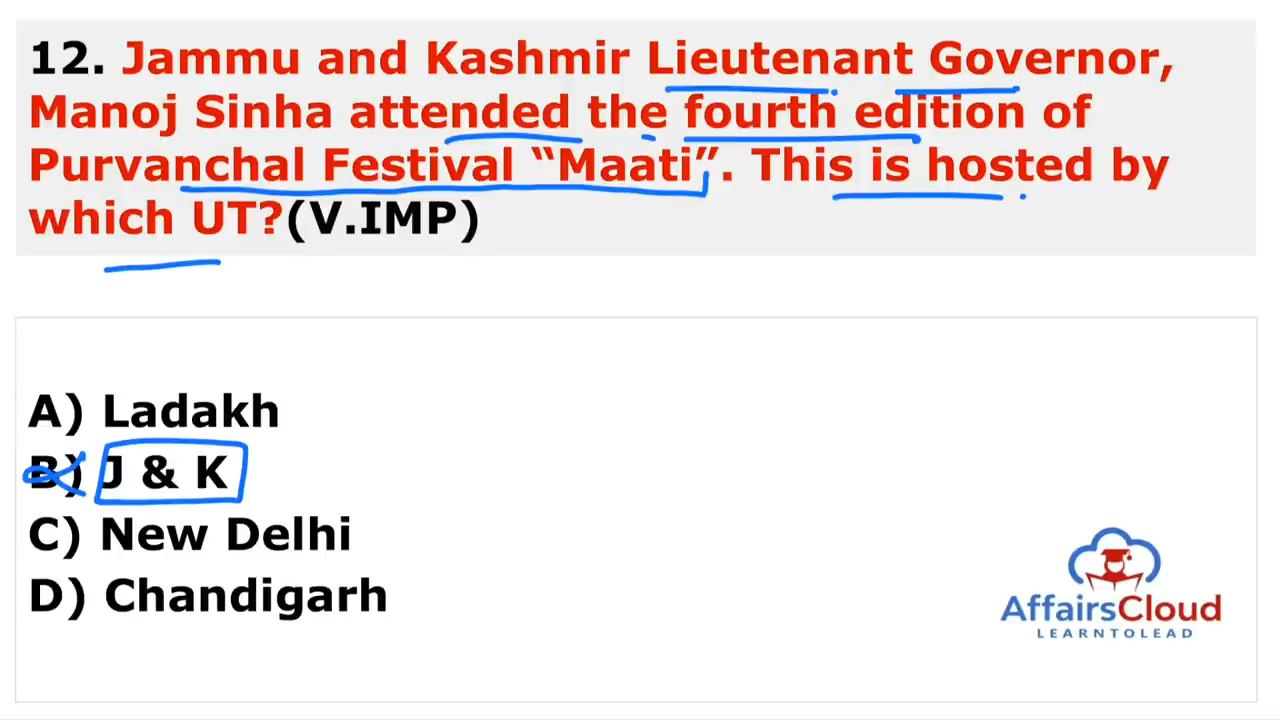 12. Jammu and Kashmir Lieutenant Governor,
Manoj Sinha attended the fourth edition of
Purvanchal Festival “Maati”. This is hosted by
which UT?(V.IMP)
A) Ladakh
B) J & K
C) New Delhi
D) Chandigarh
AffairsCloud
LEARNTOLEAD